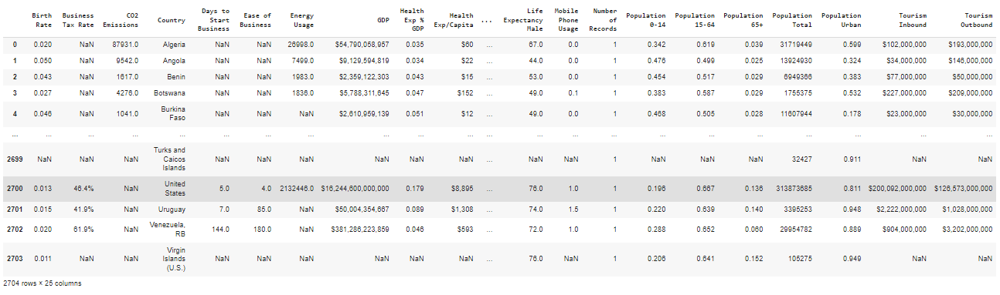 Birth Rate Business Tax Rate CO2 Emissions Country Days to Start Business Ease of Business Energy Usage GDP Health Exp % GDP Health Exp/Capita ... Life Expectancy Male Mobile Phone Usage Number of Records Population 0-14 Population 15-64 Population 65+ Population Total Population Urban Tourism Inbound Tourism Outbound
0 0.020 NaN 87931.0 Algeria NaN NaN 26998.0 $54,790,058,957 0.035 $60 ... 67.0 0.0 1 0.342 0.619 0.039 31719449 0.599 $102,000,000 $193,000,000
1 0.050 NaN 9542.0 Angola NaN NaN 7499.0 $9,129,594,819 0.034 $22 ... 44.0 0.0 1 0.476 0.499 0.025 13924930 0.324 $34,000,000 $146,000,000
2 0.043 NaN 1617.0 Benin NaN NaN 1983.0 $2,359,122,303 0.043 $15 ... 53.0 0.0 1 0.454 0.517 0.029 6949366 0.383 $77,000,000 $50,000,000
3 0.027 NaN 4276.0 Botswana NaN NaN 1836.0 $5,788,311,645 0.047 $152 ... 49.0 0.1 1 0.383 0.587 0.029 1755375 0.532 $227,000,000 $209,000,000
4 0.046 NaN 1041.0 Burkina Faso NaN NaN NaN $2,610,959,139 0.051 $12 ... 49.0 0.0 1 0.468 0.505 0.028 11607944 0.178 $23,000,000 $30,000,000
... ... ... ... ... ... ... ... ... ... ... ... ... ... ... ... ... ... ... ... ... ...
2699 NaN NaN NaN Turks and Caicos Islands NaN NaN NaN NaN NaN NaN ... NaN NaN 1 NaN NaN NaN 32427 0.911 NaN NaN
2700 0.013 46.4% NaN United States 5.0 4.0 2132446.0 $16,244,600,000,000 0.179 $8,895 ... 76.0 1.0 1 0.196 0.667 0.136 313873685 0.811 $200,092,000,000 $126,573,000,000
2701 0.015 41.9% NaN Uruguay 7.0 85.0 NaN $50,004,354,667 0.089 $1,308 ... 74.0 1.5 1 0.220 0.639 0.140 3395253 0.948 $2,222,000,000 $1,028,000,000
2702 0.020 61.9% NaN Venezuela, RB 144.0 180.0 NaN $381,286,223,859 0.046 $593 ... 72.0 1.0 1 0.288 0.652 0.060 29954782 0.889 $904,000,000 $3,202,000,000
2703 0.011 NaN NaN Virgin Islands (U.S.) NaN NaN NaN NaN NaN NaN ... 76.0 NaN 1 0.206 0.641 0.152 105275 0.949 NaN NaN
2704 rows × 25 columns